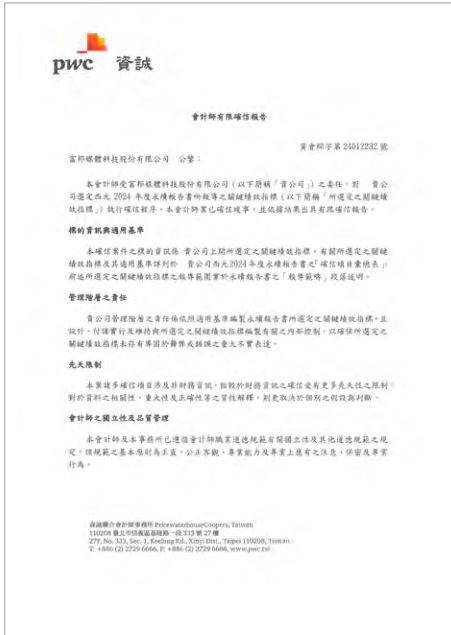 pwc 資誠
會計師有限確信報告
資會綜字第 24012232 號
富邦媒體科技股份有限公司 公鑒：
本會計師受富邦媒體科技股份有限公司（以下簡稱「貴公司」）之委任，對 貴公
司選定西元 2024 年度永續報告書所報導之關鍵績效指標（以下簡稱「所選定之關鍵績
效指標」）執行確信程序。本會計師業已確信竣事，並依據結果出具有限確信報告。
標的資訊與適用基準
本確信案件之標的資訊係 貴公司上開所選定之關鍵績效指標，有關所選定之關鍵
績效指標及其適用基準詳列於 貴公司西元 2024 年度永續報告書之「確信項目彙總表」。
前述所選定之關鍵績效指標之報導範圍業於永續報告書之「報導範疇」段落述明。
管理階層之責任
貴公司管理階層之責任係依照適用基準編製永續報告書所選定之關鍵績效指標，且
設計、付諸實行及維持與所選定之關鍵績效指標編製有關之內部控制，以確保所選定之
關鍵績效指標未存有導因於舞弊或錯誤之重大不實表達。
先天限制
本案諸多確信項目涉及非財務資訊，相較於財務資訊之確信受有更多先天性之限制。
對於資料之相關性、重大性及正確性等之質性解釋，則更取決於個別之假設與判斷。
會計師之獨立性及品質管理
本會計師及本事務所已遵循會計師職業道德規範有關獨立性及其他道德規範之規
定，該規範之基本原則為正直、公正客觀、專業能力及專業上應有之注意、保密及專業
行為。
資誠聯合會計師事務所 PricewaterhouseCoopers, Taiwan
110208 臺北市信義區基隆路一段 333 號 27 樓
27F, No. 333, Sec. 1, Keelung Rd., Xinyi Dist., Taipei 110208, Taiwan
T: +886 (2) 2729 6666, F: +886 (2) 2729 6686, www.pwc.tw